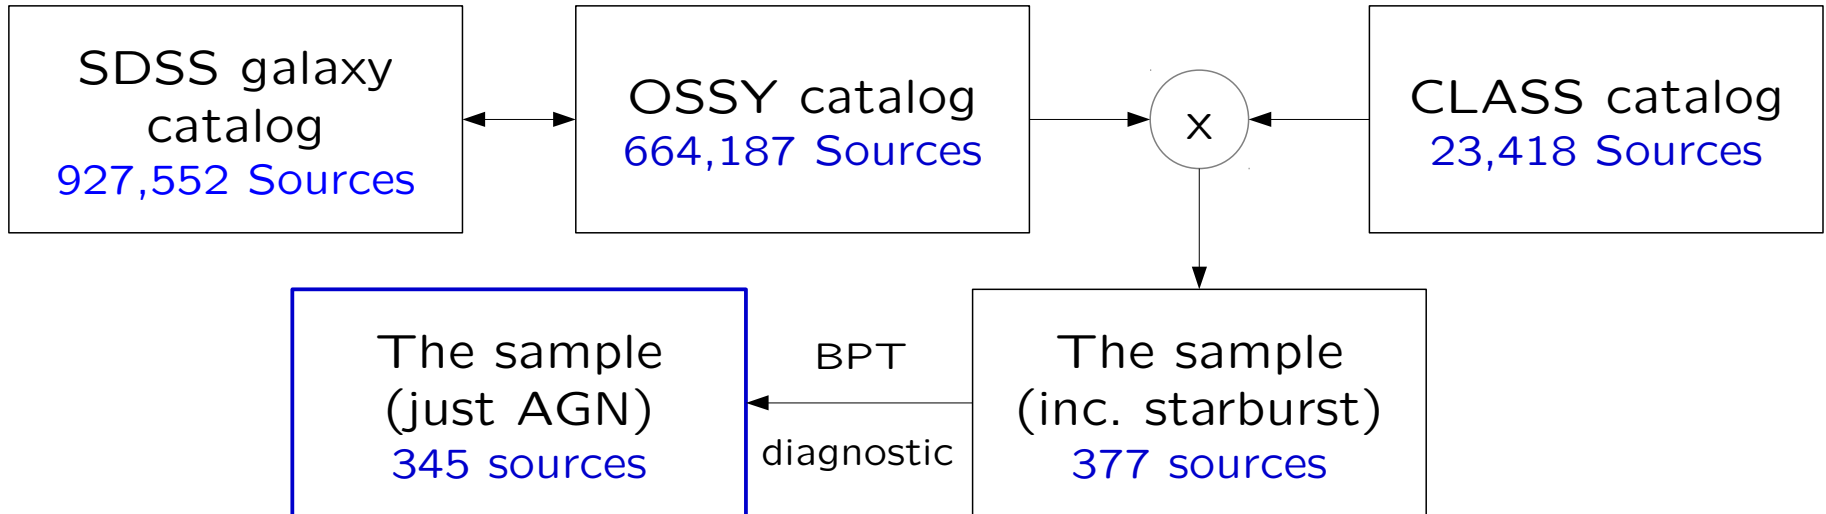 SDSS galaxy
catalog
927,552 Sources
OSSY catalog
664,187 Sources
x
CLASS catalog
23,418 Sources
The sample
(just AGN)
345 sources
BPT
diagnostic
The sample
(inc. starburst)
377 sources